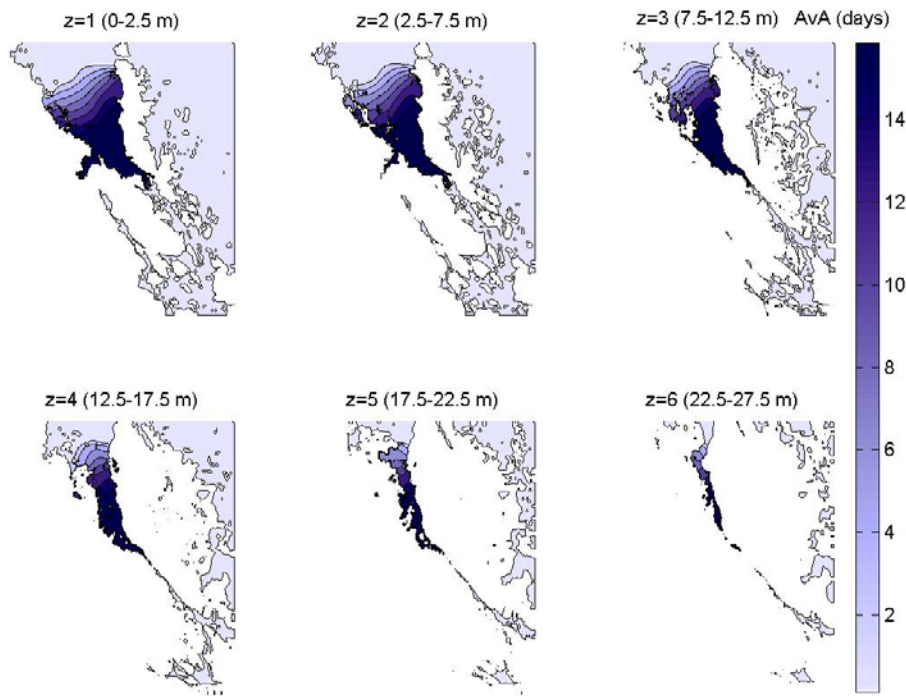 z=1 (0-2.5 m)
z=2 (2.5-7.5 m)
z=3 (7.5-12.5 m)
AvA (days)
14
12
10
8
6
4
2
z=4 (12.5-17.5 m)
z=5 (17.5-22.5 m)
z=6 (22.5-27.5 m)